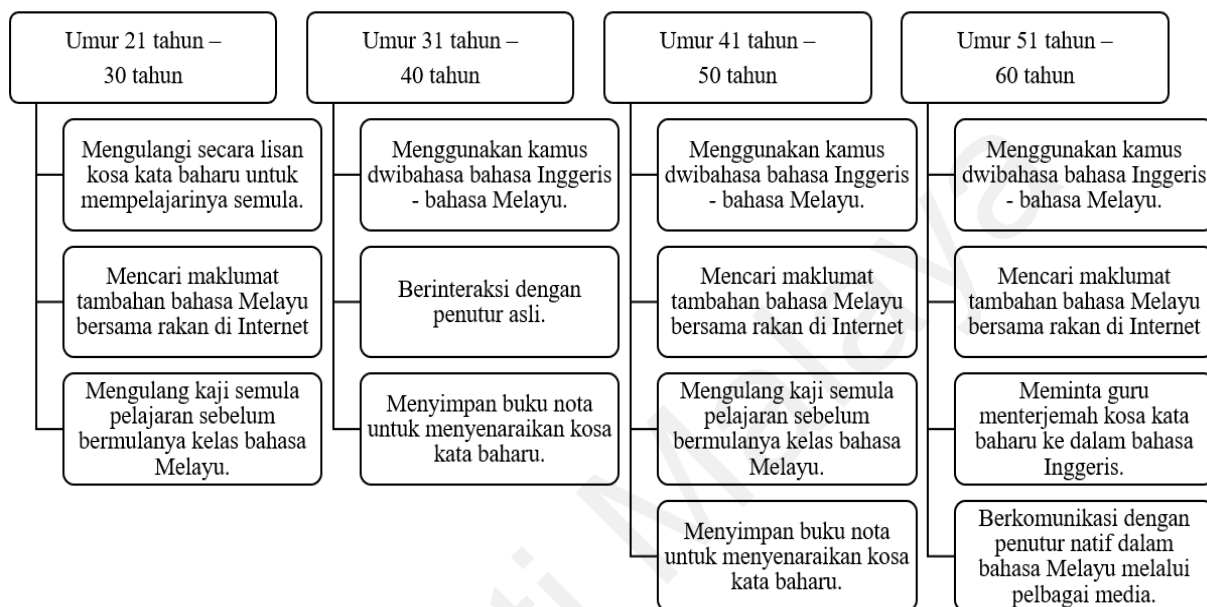 Umur 21 tahun –
30 tahun
Mengulangi secara lisan
kosa kata baharu untuk
mempelajarinya semula.
Mencari maklumat
tambahan bahasa Melayu
bersama rakan di Internet
Mengulang kaji semula
pelajaran sebelum
bermulanya kelas bahasa
Melayu.
Umur 31 tahun –
40 tahun
Menggunakan kamus
dwibahasa bahasa Inggeris
- bahasa Melayu.
Berinteraksi dengan
penutur asli.
Menyimpan buku nota
untuk menyenaraikan kosa
kata baharu.
Umur 41 tahun –
50 tahun
Menggunakan kamus
dwibahasa bahasa Inggeris
- bahasa Melayu.
Mencari maklumat
tambahan bahasa Melayu
bersama rakan di Internet
Mengulang kaji semula
pelajaran sebelum
bermulanya kelas bahasa
Melayu.
Menyimpan buku nota
untuk menyenaraikan kosa
kata baharu.
Umur 51 tahun –
60 tahun
Menggunakan kamus
dwibahasa bahasa Inggeris
- bahasa Melayu.
Mencari maklumat
tambahan bahasa Melayu
bersama rakan di Internet
Meminta guru
menterjemah kosa kata
baharu ke dalam bahasa
Inggeris.
Berkomunikasi dengan
penutur natif dalam
bahasa Melayu melalui
pelbagai media.